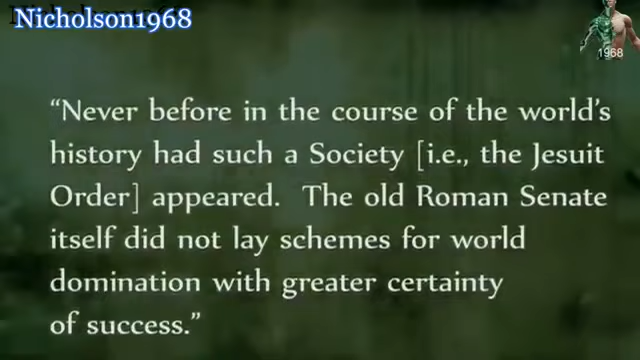 Nicholson1968
1968
“Never before in the course of the world’s
history had such a Society [i.e., the Jesuit
Order] appeared.  The old Roman Senate
itself did not lay schemes for world
domination with greater certainty
of success.”